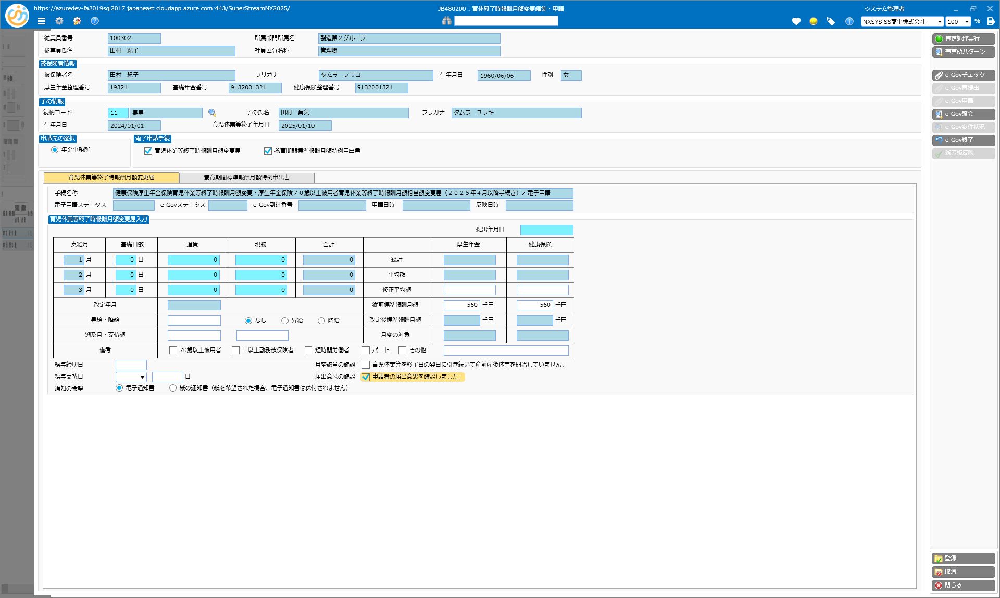 https://azuredev-fa2019sql2017.japaneast.cloudapp.azure.com:443/SuperStreamNX2025/
JB480200：育休終了時報酬月額変更編集・申請
システム管理者
NXSYS SS商事株式会社 100 %
従業員番号 100302 所属部門所属名 製造第２グループ
従業員氏名 田村　紀子 社員区分名称 管理職
被保険者情報
被保険者名 田村　紀子 フリガナ タムラ　ノリコ 生年月日 1960/06/06 性別 女
厚生年金整理番号 19321 基礎年金番号 9132001321 健康保険整理番号 9132001321
子の情報
続柄コード 11 長男 子の氏名 田村　勇気 フリガナ タムラ　ユウキ
生年月日 2024/01/01 育児休業等終了年月日 2025/01/10
申請先の選択 電子申請手続
年金事務所 育児休業等終了時報酬月額変更届 養育期間標準報酬月額特例申出書
育児休業等終了時報酬月額変更届 養育期間標準報酬月額特例申出書
手続名称 健康保険厚生年金保険育児休業等終了時報酬月額変更・厚生年金保険７０歳以上被用者育児休業等終了時報酬月額相当額変更届（２０２５年４月以降手続き）／電子申請
電子申請ステータス e-Govステータス e-Gov到達番号 申請日時 反映日時
育児休業等終了時報酬月額変更届入力
提出年月日
支給月 基礎日数 通貨 現物 合計 厚生年金 健康保険
1 月 0 日 0 0 0 総計
2 月 0 日 0 0 0 平均額
3 月 0 日 0 0 0 修正平均額
改定年月 従前標準報酬月額 560 千円 560 千円
昇給・降給 なし 昇給 降給 改定後標準報酬月額 千円 千円
遡及月・支払額 月変の対象
備考 70歳以上被用者 二以上勤務被保険者 短時間労働者 パート その他
給与締切日 月変該当の確認 育児休業等を終了日の翌日に引き続いて産前産後休業を開始していません。
給与支払日 日 届出意思の確認 申請者の届出意思を確認しました。
通知の希望 電子通知書 紙の通知書（紙を希望された場合、電子通知書は送付されません）
算定処理実行
事業所パターン
e-Govチェック
e-Gov再提出
e-Gov申請
e-Gov照会
e-Gov案件状況
e-Gov終了
新等級反映
登録
取消
閉じる